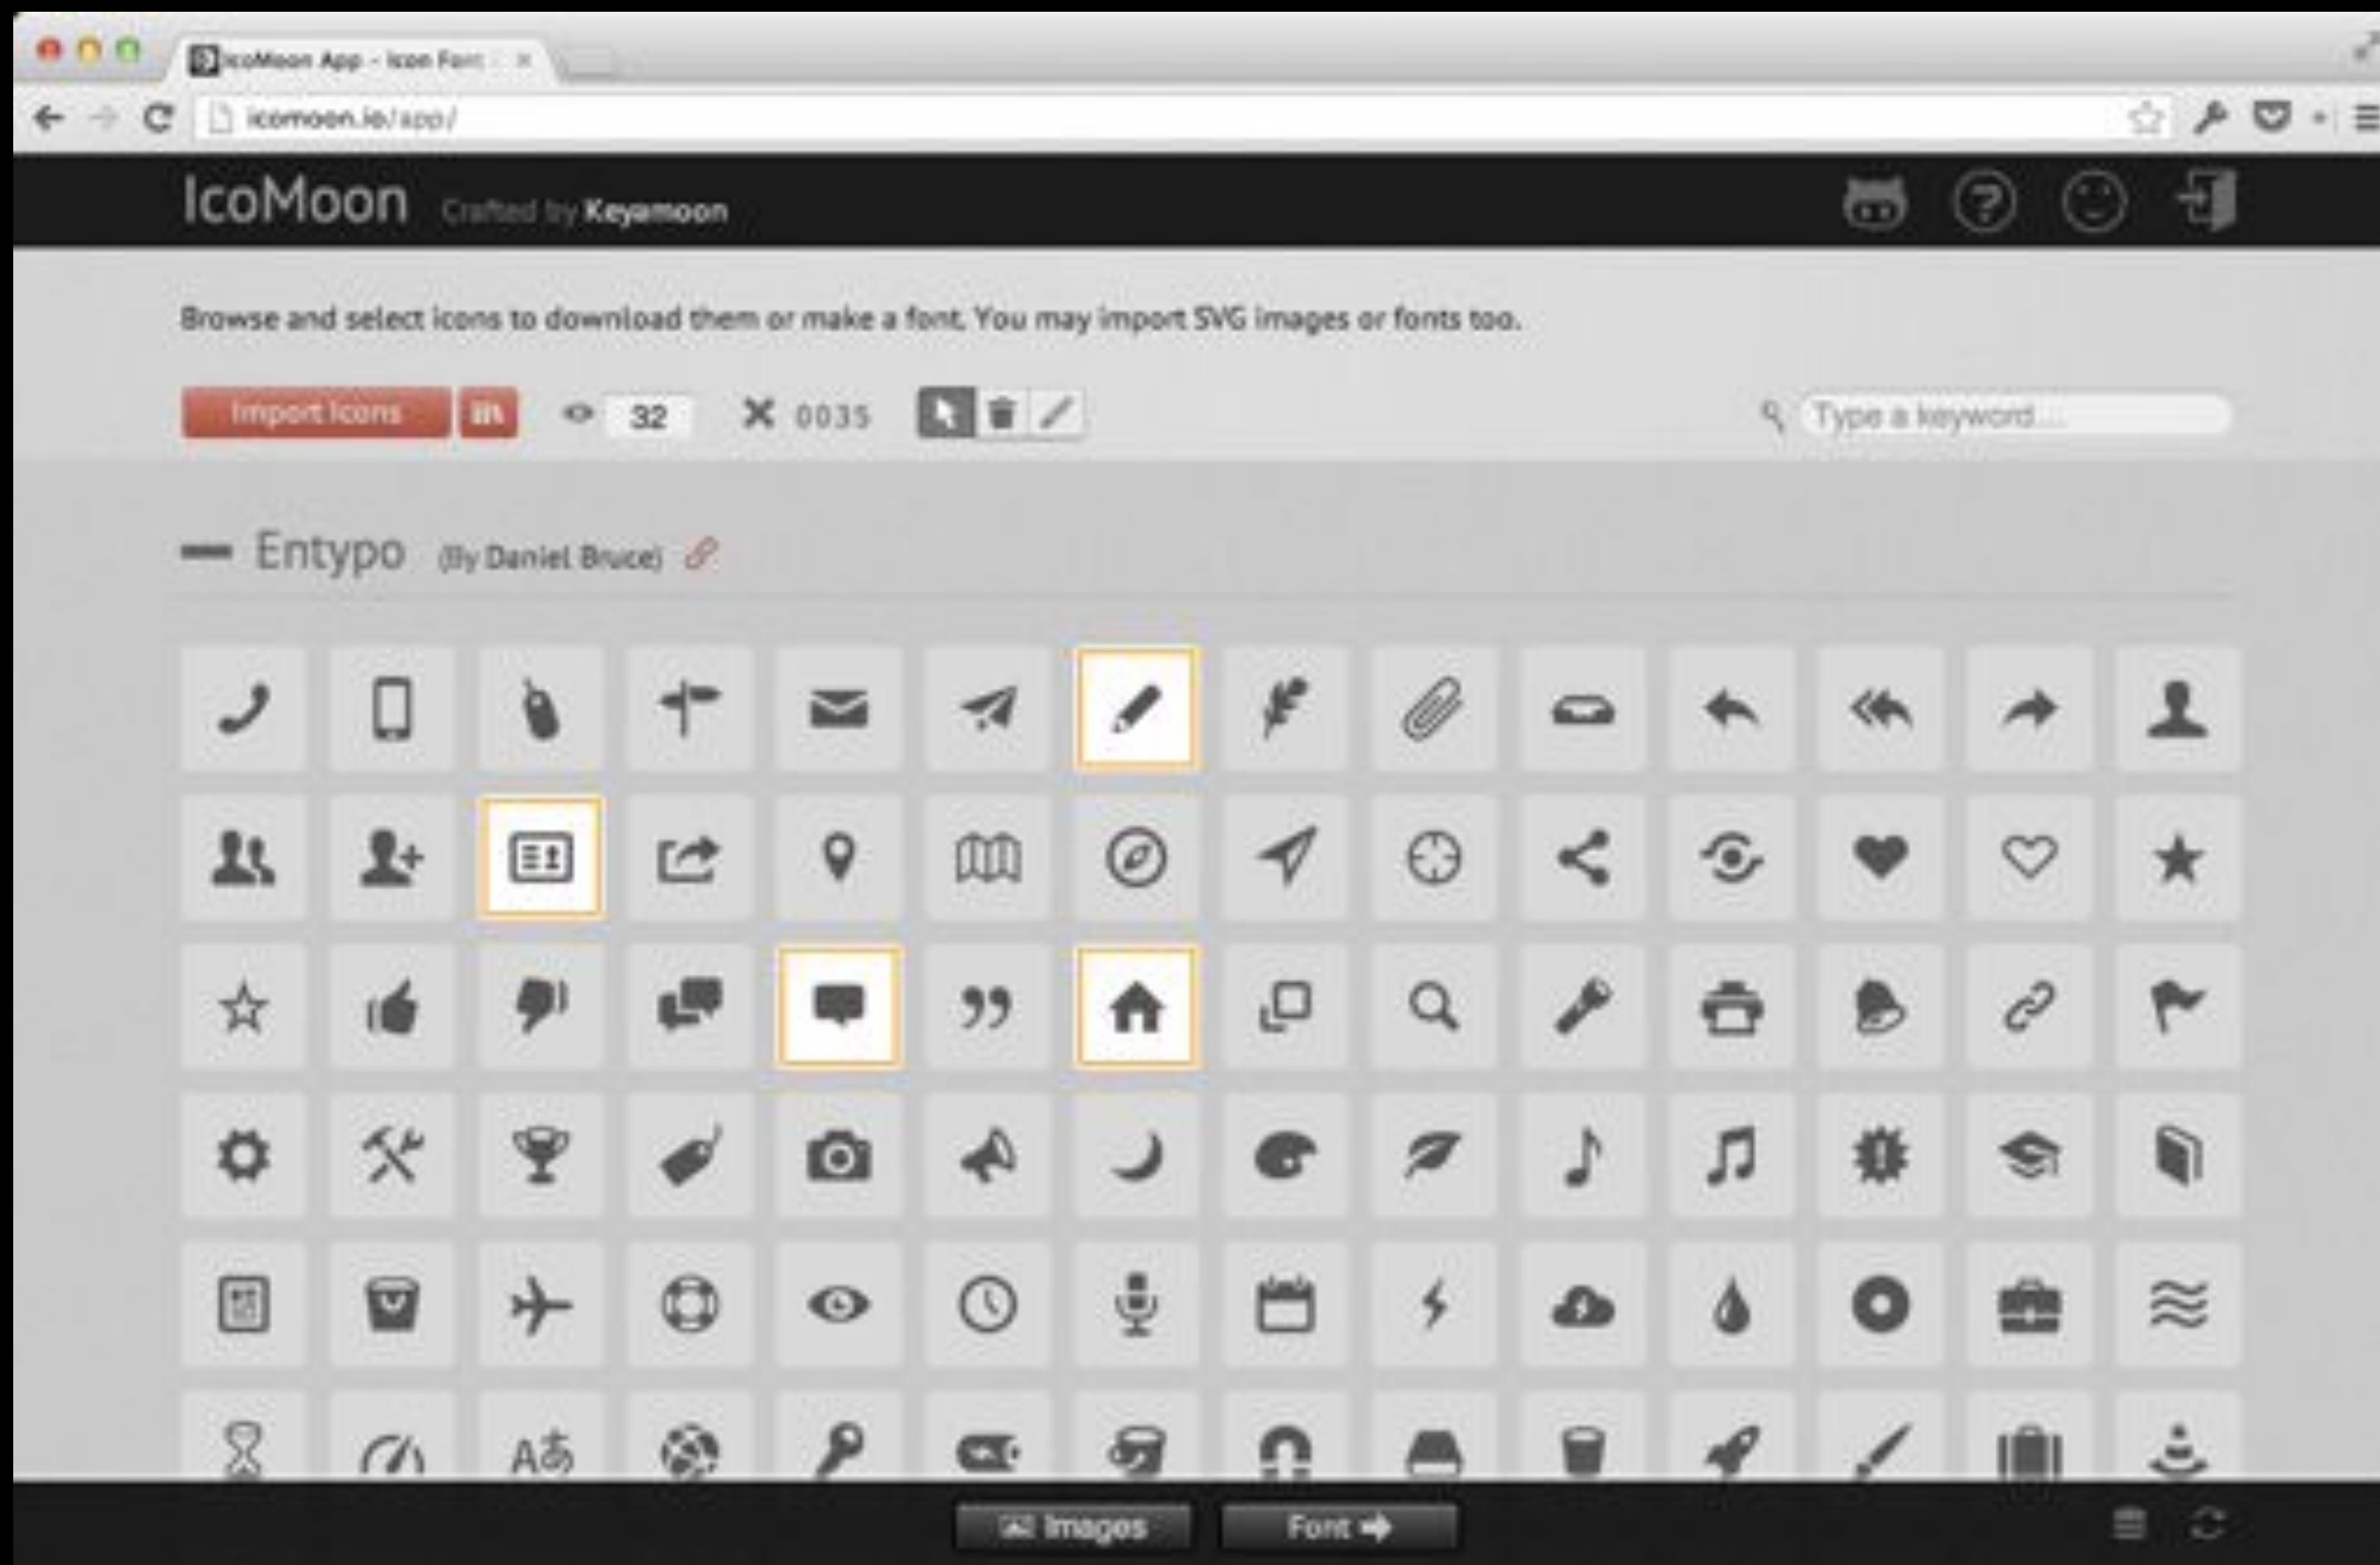 IcoMoon App - Icon Font
icomoon.io/app/
IcoMoon Crafted by Keyamoon
Browse and select icons to download them or make a font. You may import SVG images or fonts too.
Import Icons 32 0035 Type a keyword...
Entypo (By Daniel Bruce)
Aあ
Images Font